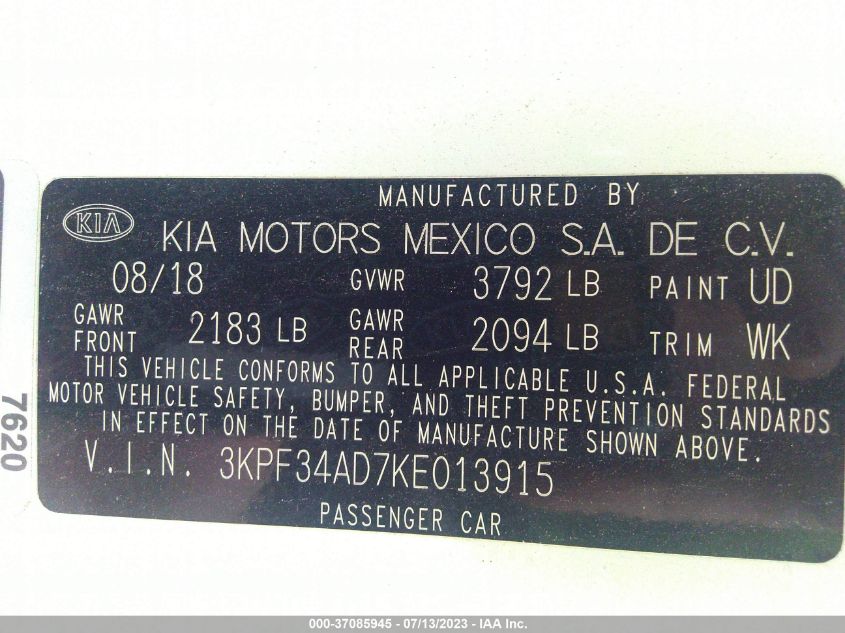 MANUFACTURED BY
KIA
KIA MOTORS MEXICO S.A. DE C.V.
08/18 GVWR 3792 LB PAINT UD
GAWR FRONT 2183 LB GAWR REAR 2094 LB TRIM WK
THIS VEHICLE CONFORMS TO ALL APPLICABLE U.S.A. FEDERAL
MOTOR VEHICLE SAFETY, BUMPER, AND THEFT PREVENTION STANDARDS
IN EFFECT ON THE DATE OF MANUFACTURE SHOWN ABOVE.
V.I.N. 3KPF34AD7KE013915
PASSENGER CAR
7620
000-37085945 - 07/13/2023 - IAA Inc.